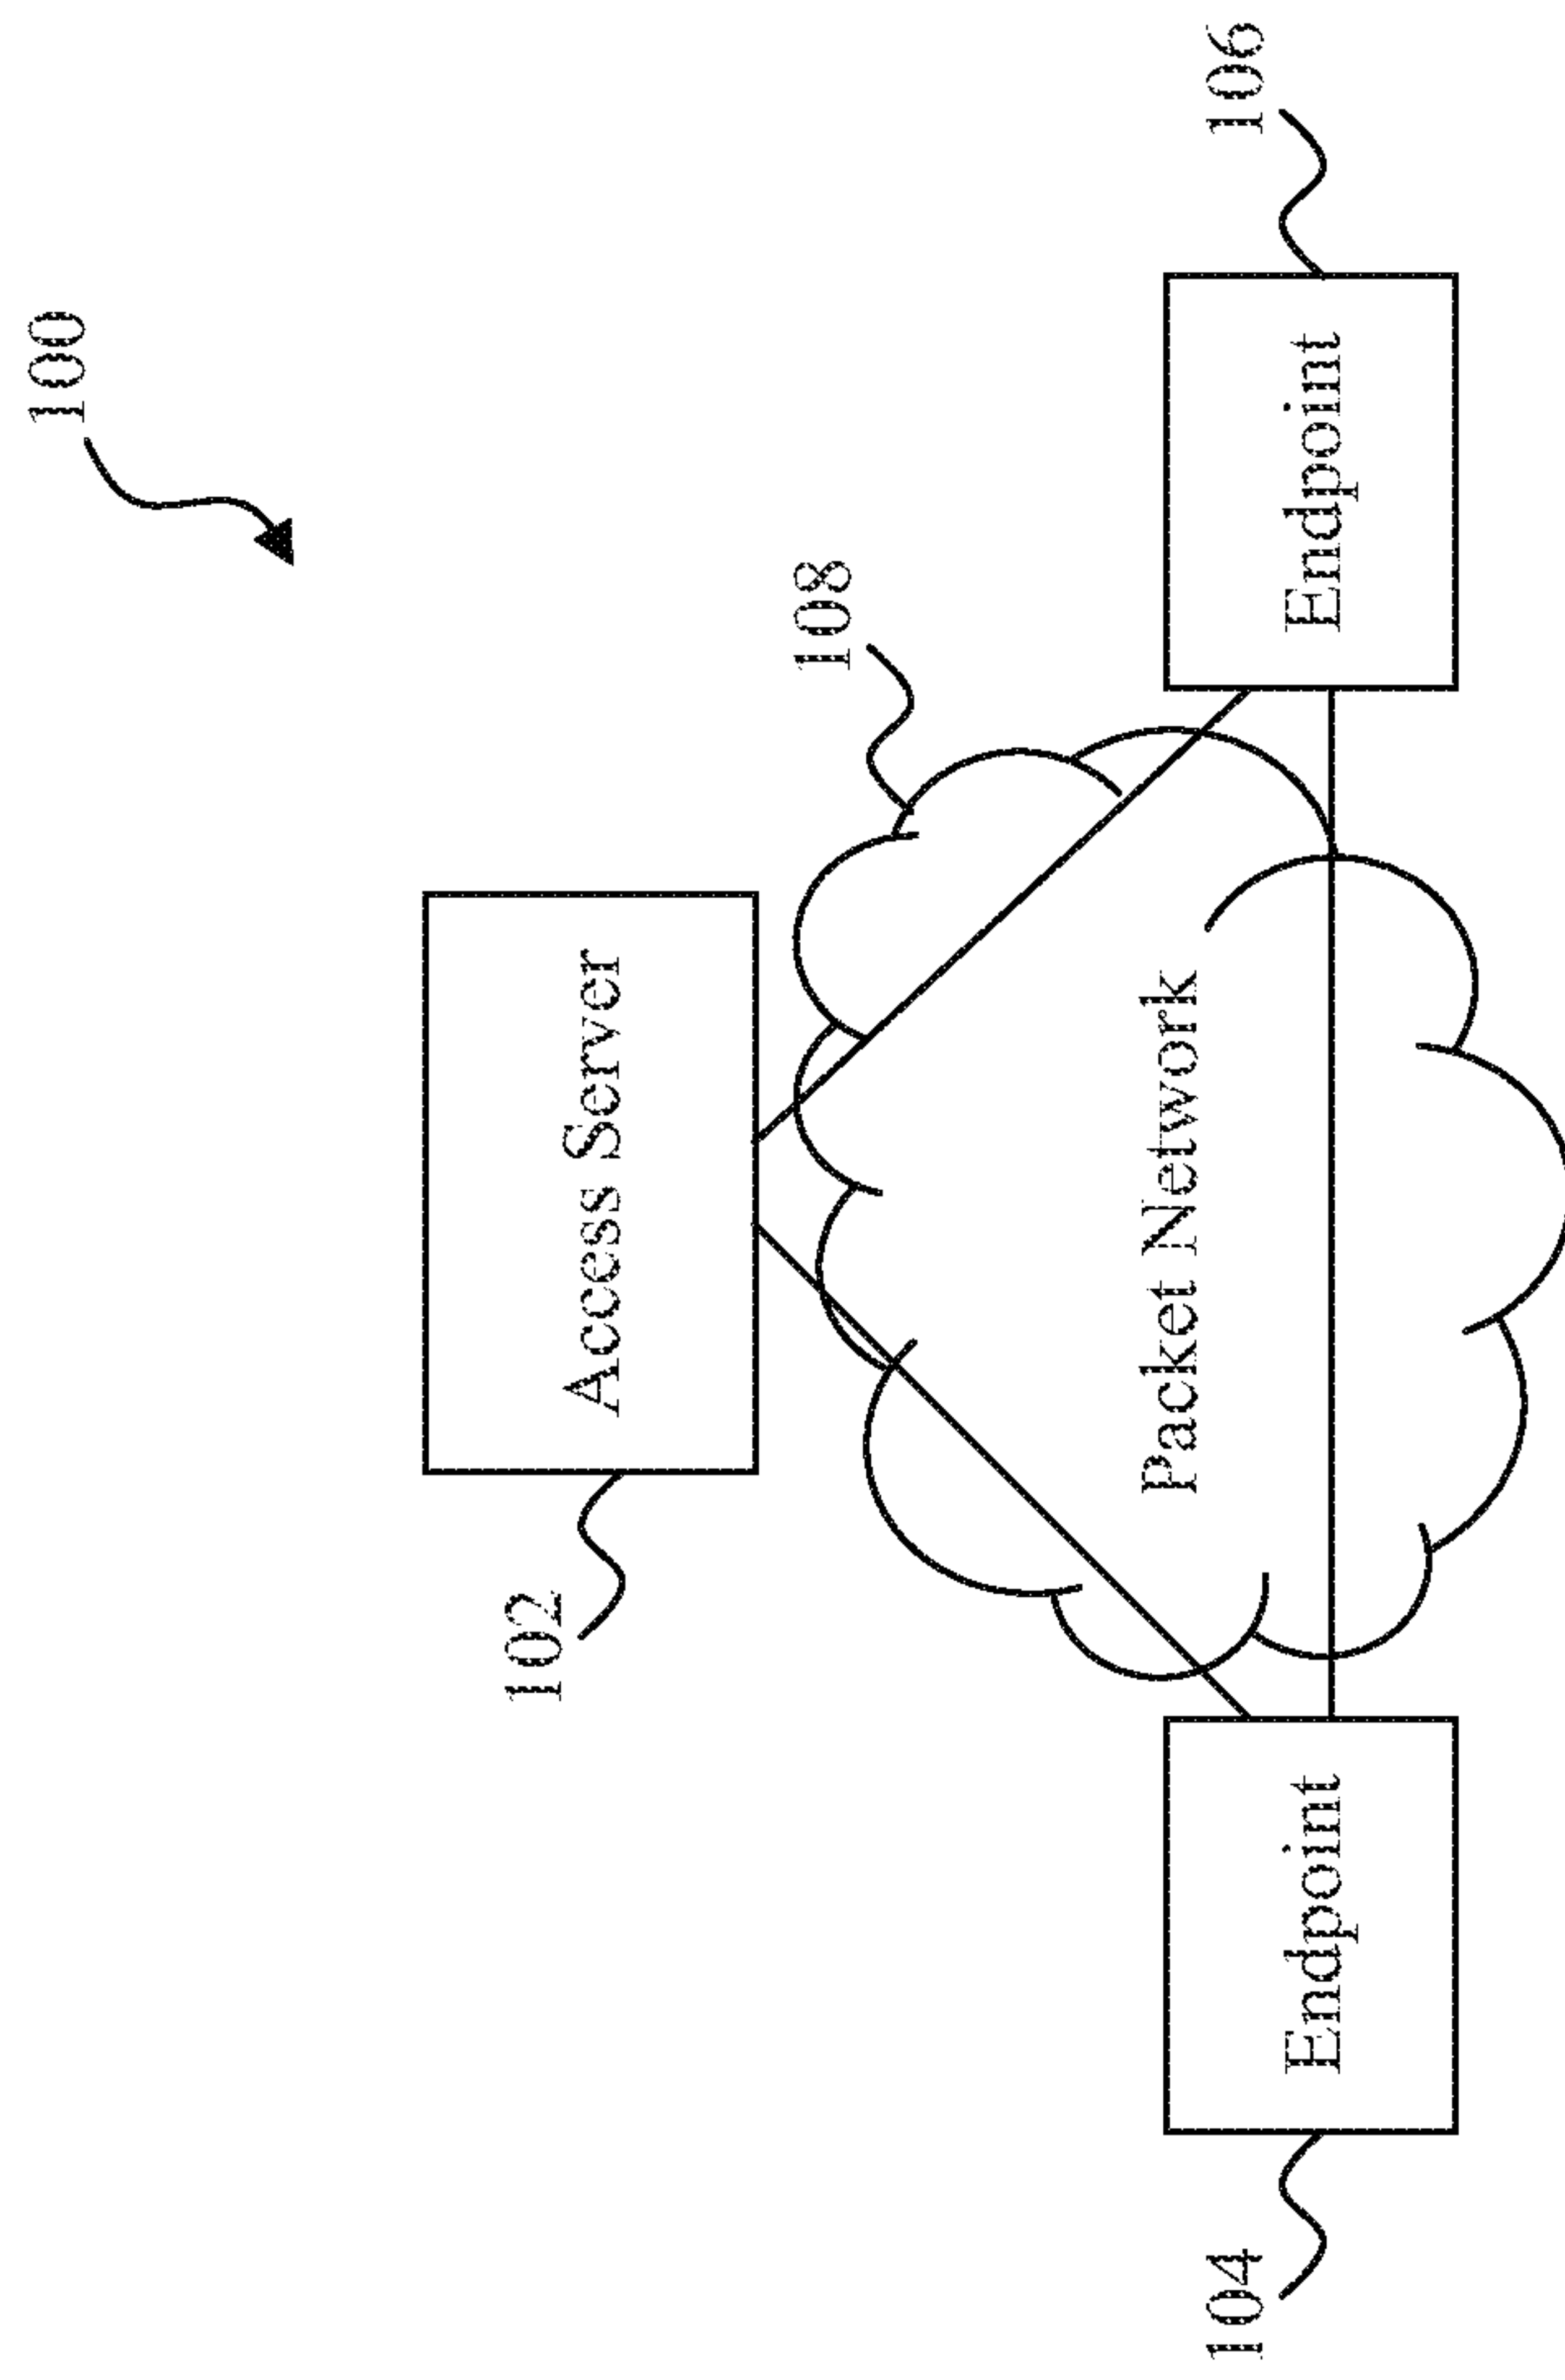 100
102
Access Server
108
Packet Network
104
Endpoint
Endpoint
106